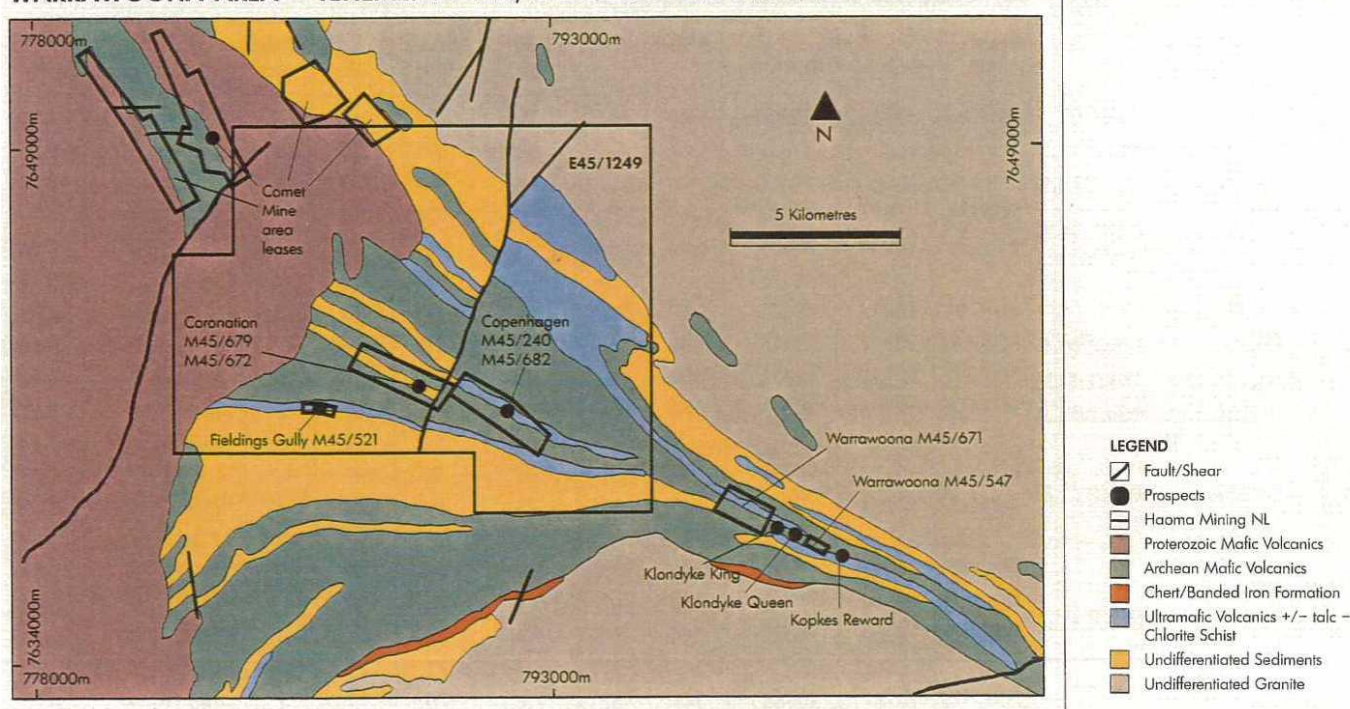 778000m
793000m
7649000m
7649000m
N
E45/1249
5 Kilometres
Comet
Mine
area
leases
Coronation
M45/679
M45/672
Copenhagen
M45/240
M45/682
Fieldings Gully M45/521
Warrawoona M45/671
Warrawoona M45/547
Klondyke King
Klondyke Queen
Kopkes Reward
7634000m
778000m
793000m
LEGEND
Fault/Shear
Prospects
Haoma Mining NL
Proterozoic Mafic Volcanics
Archean Mafic Volcanics
Chert/Banded Iron Formation
Ultramafic Volcanics +/– talc –
Chlorite Schist
Undifferentiated Sediments
Undifferentiated Granite